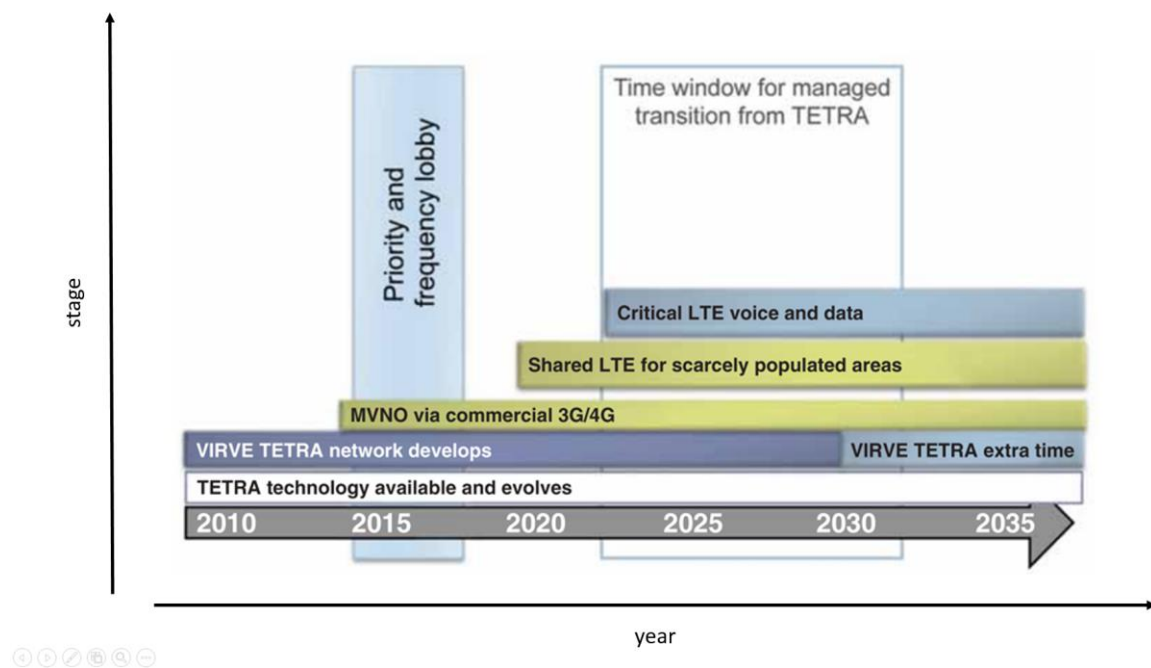 Time window for managed
transition from TETRA
Priority and
frequency lobby
stage
Critical LTE voice and data
Shared LTE for scarcely populated areas
MVNO via commercial 3G/4G
VIRVE TETRA network develops
VIRVE TETRA extra time
TETRA technology available and evolves
2010 2015 2020 2025 2030 2035
year